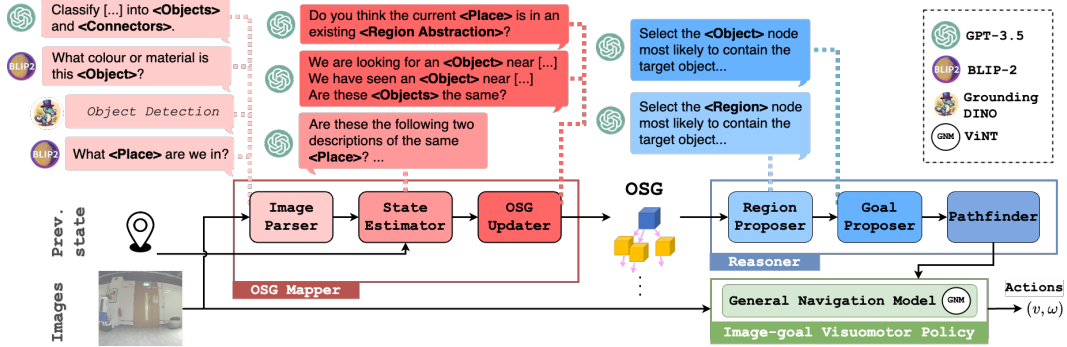 Classify [...] into <Objects>
and <Connectors>.
BLIP2
What colour or material is
this <Object>?
Object Detection
BLIP2
What <Place> are we in?
Do you think the current <Place> is in an
existing <Region Abstraction>?
We are looking for an <Object> near [...]
We have seen an <Object> near [...]
Are these <Objects> the same?
Are these the following two
descriptions of the same
<Place>? ...
Select the <Object> node
most likely to contain the
target object...
Select the <Region> node
most likely to contain the
target object...
GPT-3.5
BLIP2
BLIP-2
Grounding
DINO
GNM
ViNT
Prev.
state
Images
Image
Parser
State
Estimator
OSG
Updater
OSG Mapper
OSG
Region
Proposer
Goal
Proposer
Pathfinder
Reasoner
General Navigation Model
GNM
Image-goal Visuomotor Policy
Actions
(v, ω)